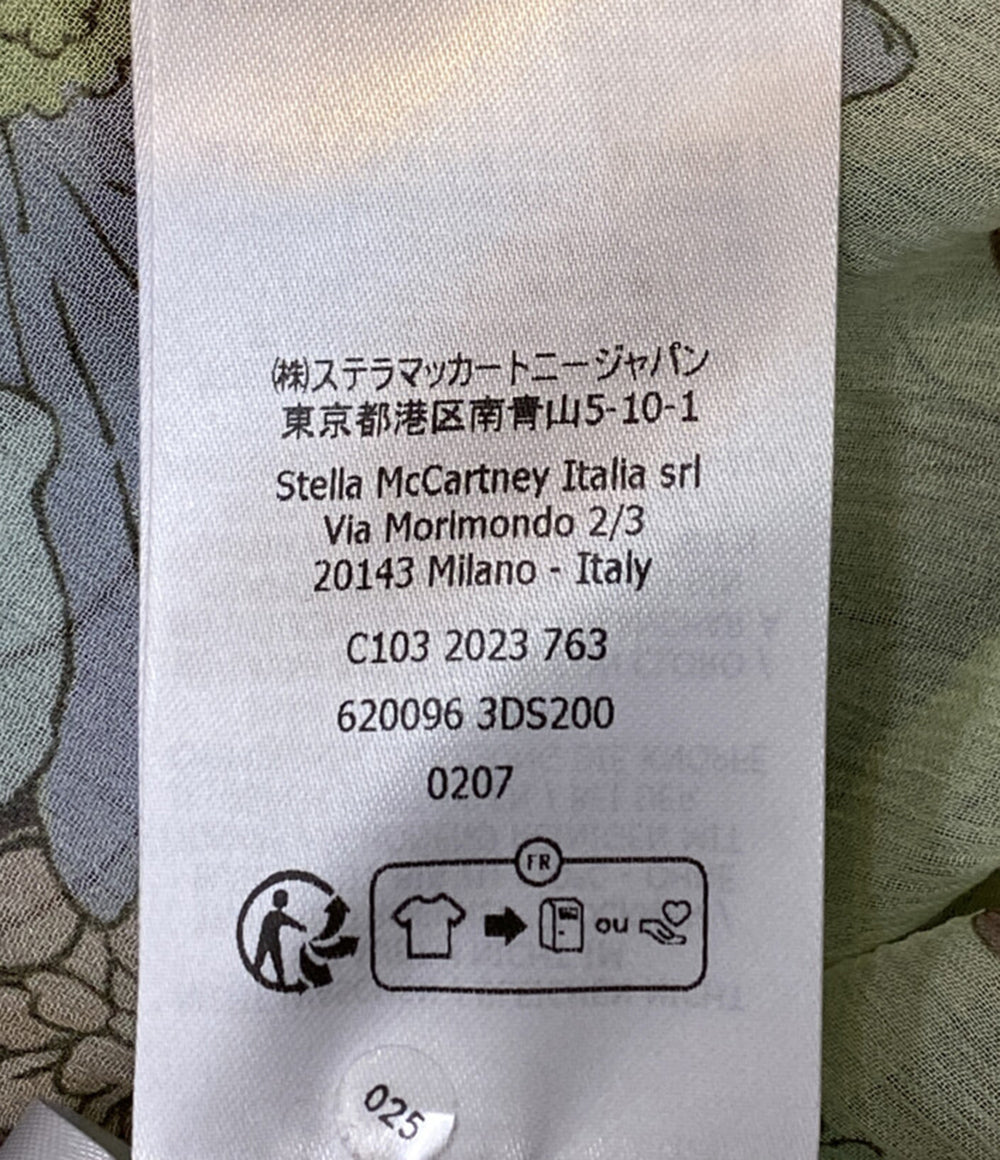 ㈱ステラマッカートニージャパン
東京都港区南青山5-10-1
Stella McCartney Italia srl
Via Morimondo 2/3
20143 Milano - Italy
C103 2023 763
620096 3DS200
0207
FR
ou
025